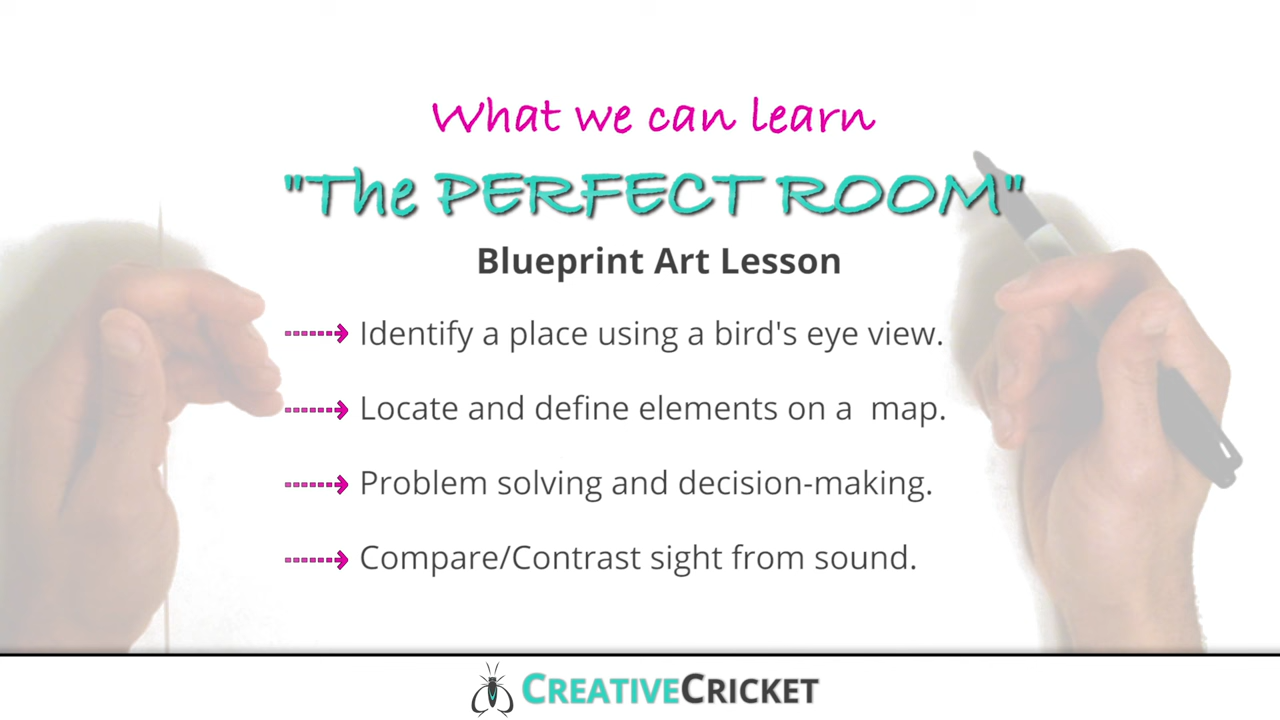 What we can learn
"The PERFECT ROOM"
Blueprint Art Lesson
Identify a place using a bird's eye view.
Locate and define elements on a  map.
Problem solving and decision-making.
Compare/Contrast sight from sound.
CREATIVECRICKET